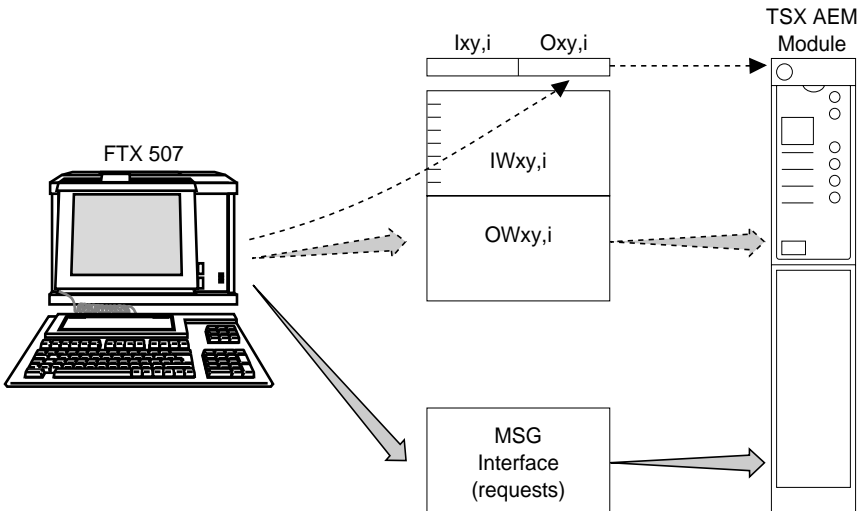 TSX AEM
Module
Ixy,i
Oxy,i
FTX 507
IWxy,i
OWxy,i
MSG
Interface
(requests)